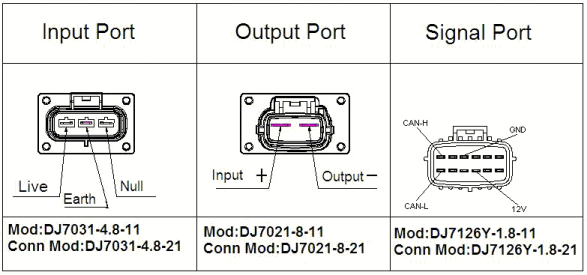 Input Port
Output Port
Signal Port
Live
Earth
Null
Input +
Output-
CAN-H
GND
CAN-L
12V
Mod:DJ7031-4.8-11
Conn Mod:DJ7031-4.8-21
Mod:DJ7021-8-11
Conn Mod:DJ7021-8-21
Mod:DJ7126Y-1.8-11
Conn Mod:DJ7126Y-1.8-21